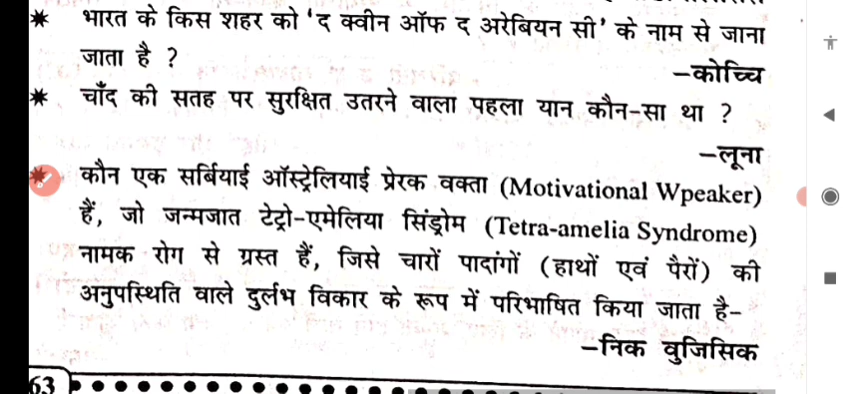 * भारत के किस शहर को 'द क्वीन ऑफ द अरेबियन सी' के नाम से जाना
जाता है ?
–कोच्चि
* चाँद की सतह पर सुरक्षित उतरने वाला पहला यान कौन-सा था ?
–लूना
* कौन एक सर्बियाई ऑस्ट्रेलियाई प्रेरक वक्ता (Motivational Wpeaker)
हैं, जो जन्मजात टेट्रो-एमेलिया सिंड्रोम (Tetra-amelia Syndrome)
नामक रोग से ग्रस्त हैं, जिसे चारों पादांगों (हाथों एवं पैरों) की
अनुपस्थिति वाले दुर्लभ विकार के रूप में परिभाषित किया जाता है-
–निक वुजिसिक
63